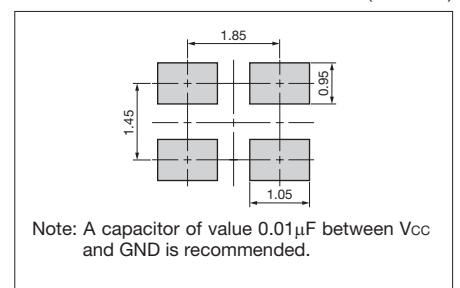 1.85
0.95
1.45
1.05
Note: A capacitor of value 0.01μF between Vcc
and GND is recommended.